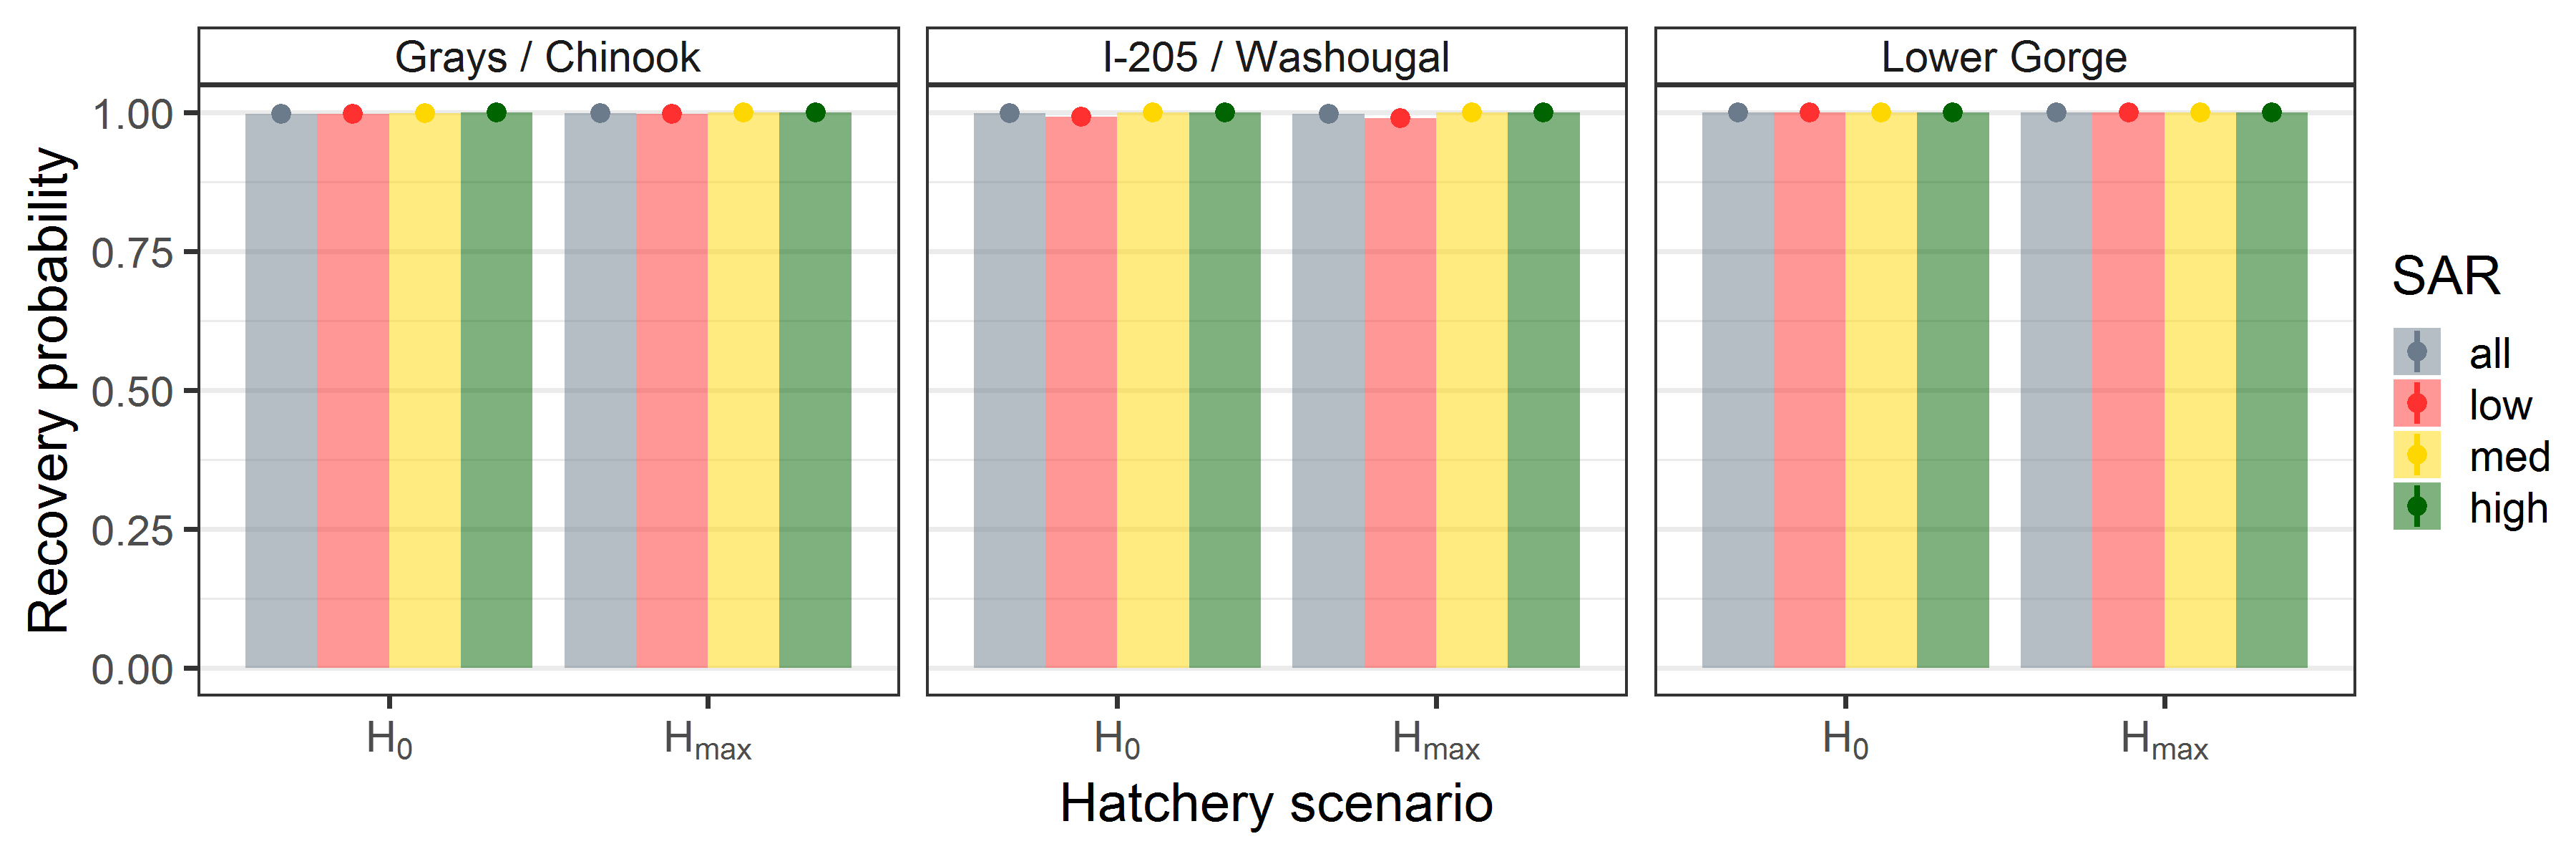 Grays / Chinook
I-205 / Washougal
Lower Gorge
Recovery probability
1.00
0.75
0.50
0.25
0.00
H0
Hmax
H0
Hmax
H0
Hmax
Hatchery scenario
SAR
all
low
med
high